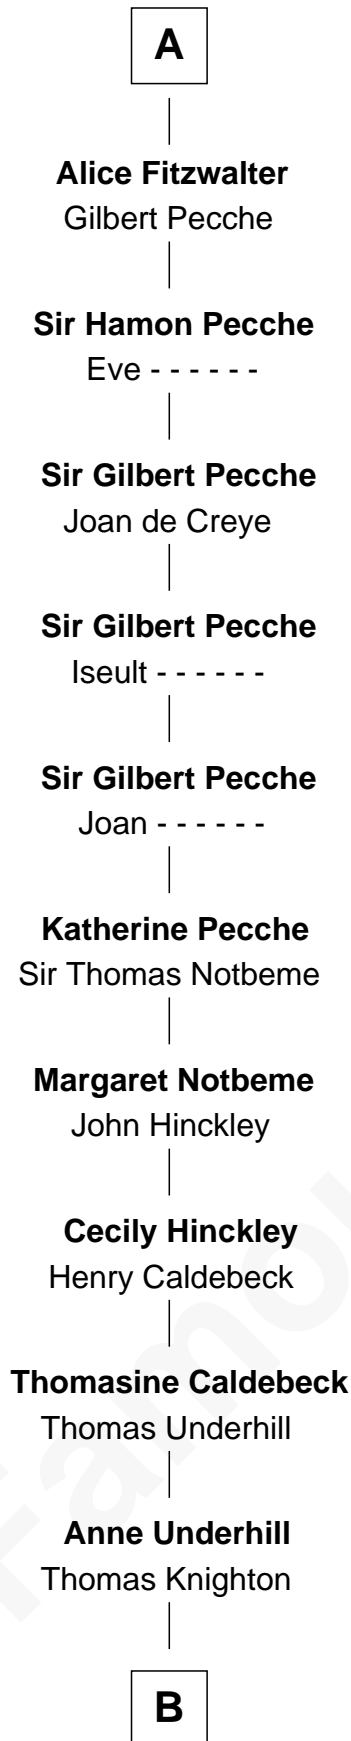 A
Alice Fitzwalter
Gilbert Pecche
Sir Hamon Pecche
Eve - - - - - -
Sir Gilbert Pecche
Joan de Creye
Sir Gilbert Pecche
Iseult - - - - - -
Sir Gilbert Pecche
Joan - - - - - -
Katherine Pecche
Sir Thomas Notbeme
Margaret Notbeme
John Hinckley
Cecily Hinckley
Henry Caldebeck
Thomasine Caldebeck
Thomas Underhill
Anne Underhill
Thomas Knighton
B